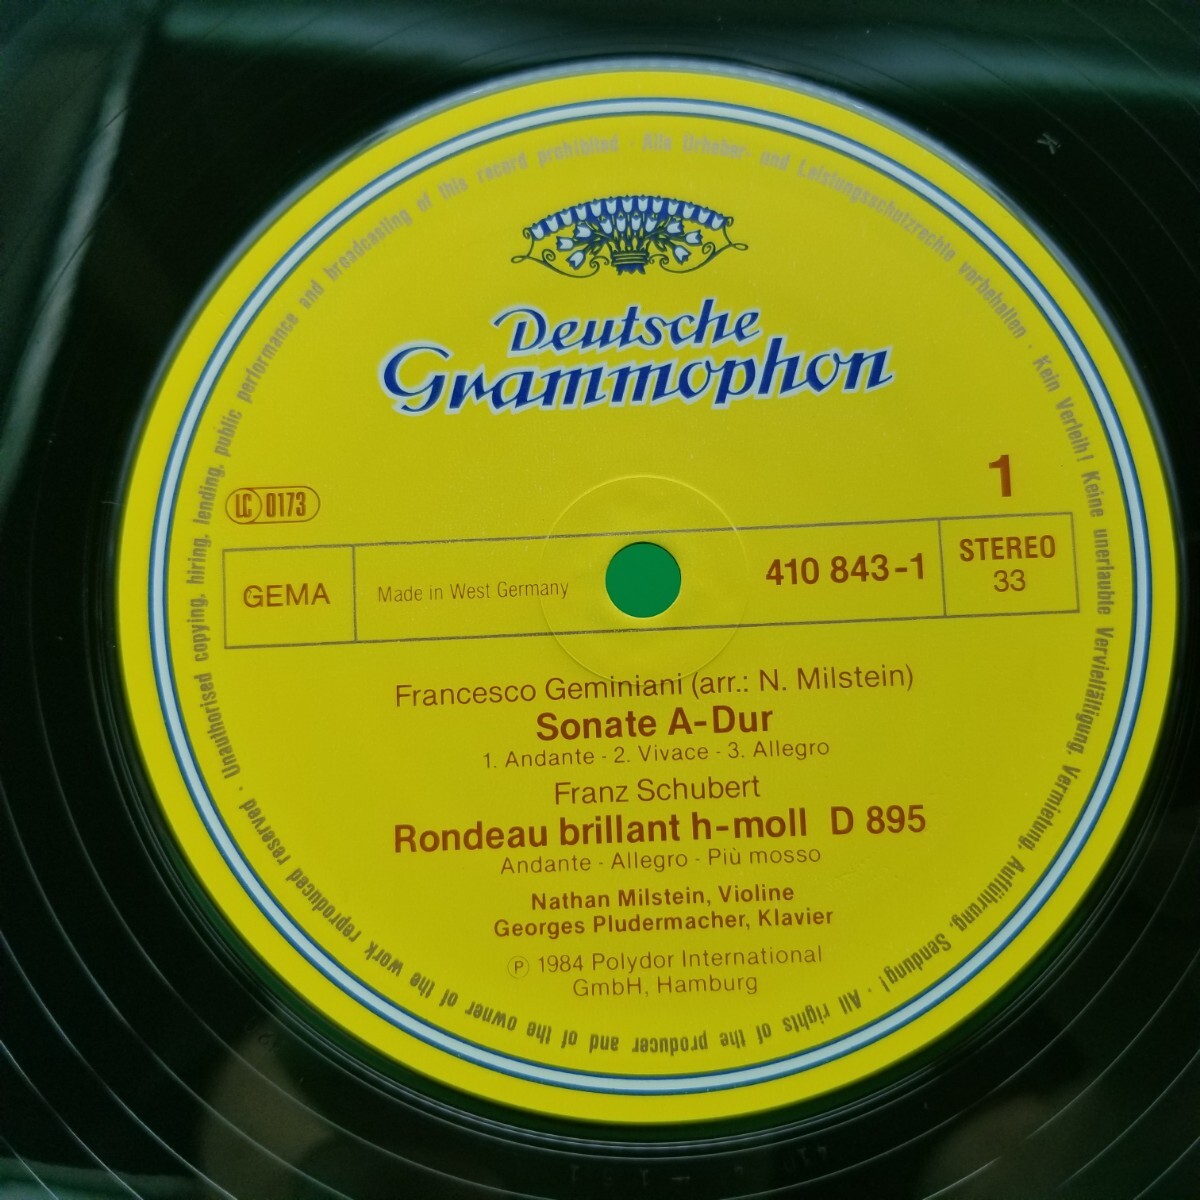 Alle Urheber- und Leistungsschutzrechte vorbehalten · Kein Verleih! Keine unerlaubte Vervielfältigung, Vermietung, Aufführung, Sendung! · All rights of the producer and of the owner of the work reproduced reserved · Unauthorised copying, hiring, lending, public performance and broadcasting of this record prohibited ·
Deutsche
Grammophon
LC 0173
1
GEMA
Made in West Germany
410 843-1
STEREO
33
Francesco Geminiani (arr.: N. Milstein)
Sonate A-Dur
1. Andante - 2. Vivace - 3. Allegro
Franz Schubert
Rondeau brillant h-moll D 895
Andante - Allegro - Più mosso
Nathan Milstein, Violine
Georges Pludermacher, Klavier
℗ 1984 Polydor International
GmbH, Hamburg
K